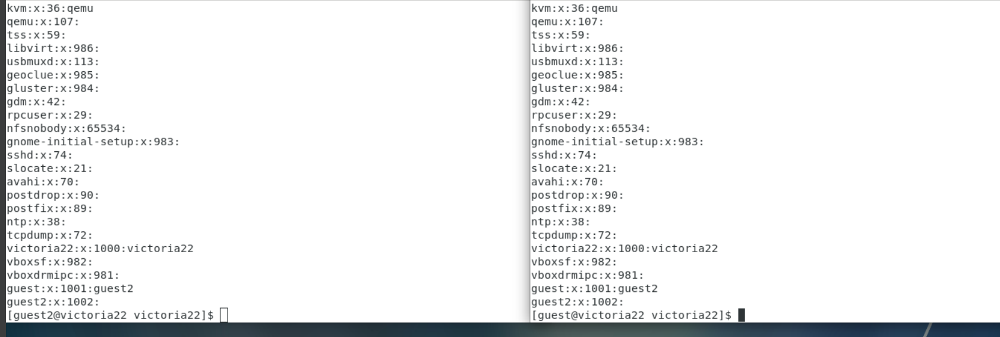 kvm:x:36:qemu
qemu:x:107:
tss:x:59:
libvirt:x:986:
usbmuxd:x:113:
geoclue:x:985:
gluster:x:984:
gdm:x:42:
rpcuser:x:29:
nfsnobody:x:65534:
gnome-initial-setup:x:983:
sshd:x:74:
slocate:x:21:
avahi:x:70:
postdrop:x:90:
postfix:x:89:
ntp:x:38:
tcpdump:x:72:
victoria22:x:1000:victoria22
vboxsf:x:982:
vboxdrmipc:x:981:
guest:x:1001:guest2
guest2:x:1002:
[guest2@victoria22 victoria22]$
kvm:x:36:qemu
qemu:x:107:
tss:x:59:
libvirt:x:986:
usbmuxd:x:113:
geoclue:x:985:
gluster:x:984:
gdm:x:42:
rpcuser:x:29:
nfsnobody:x:65534:
gnome-initial-setup:x:983:
sshd:x:74:
slocate:x:21:
avahi:x:70:
postdrop:x:90:
postfix:x:89:
ntp:x:38:
tcpdump:x:72:
victoria22:x:1000:victoria22
vboxsf:x:982:
vboxdrmipc:x:981:
guest:x:1001:guest2
guest2:x:1002:
[guest@victoria22 victoria22]$